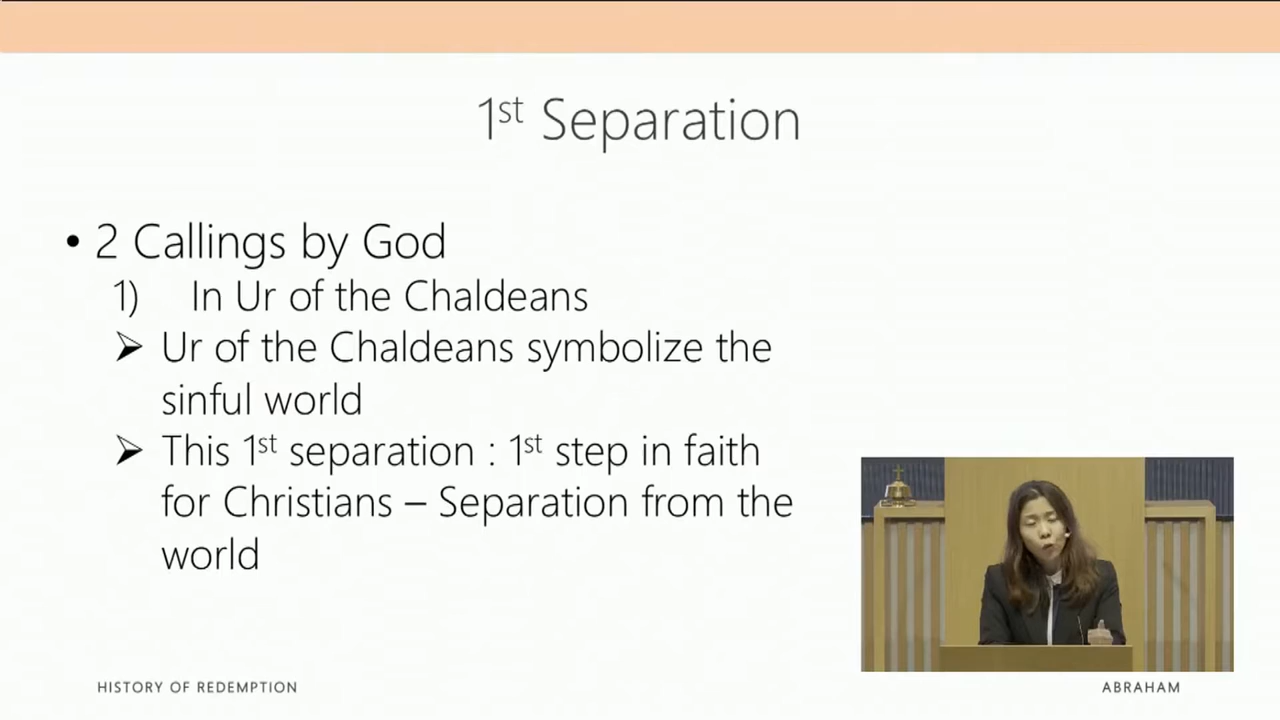 1st Separation
• 2 Callings by God
1) In Ur of the Chaldeans
➢ Ur of the Chaldeans symbolize the
sinful world
➢ This 1st separation : 1st step in faith
for Christians – Separation from the
world
HISTORY OF REDEMPTION
ABRAHAM